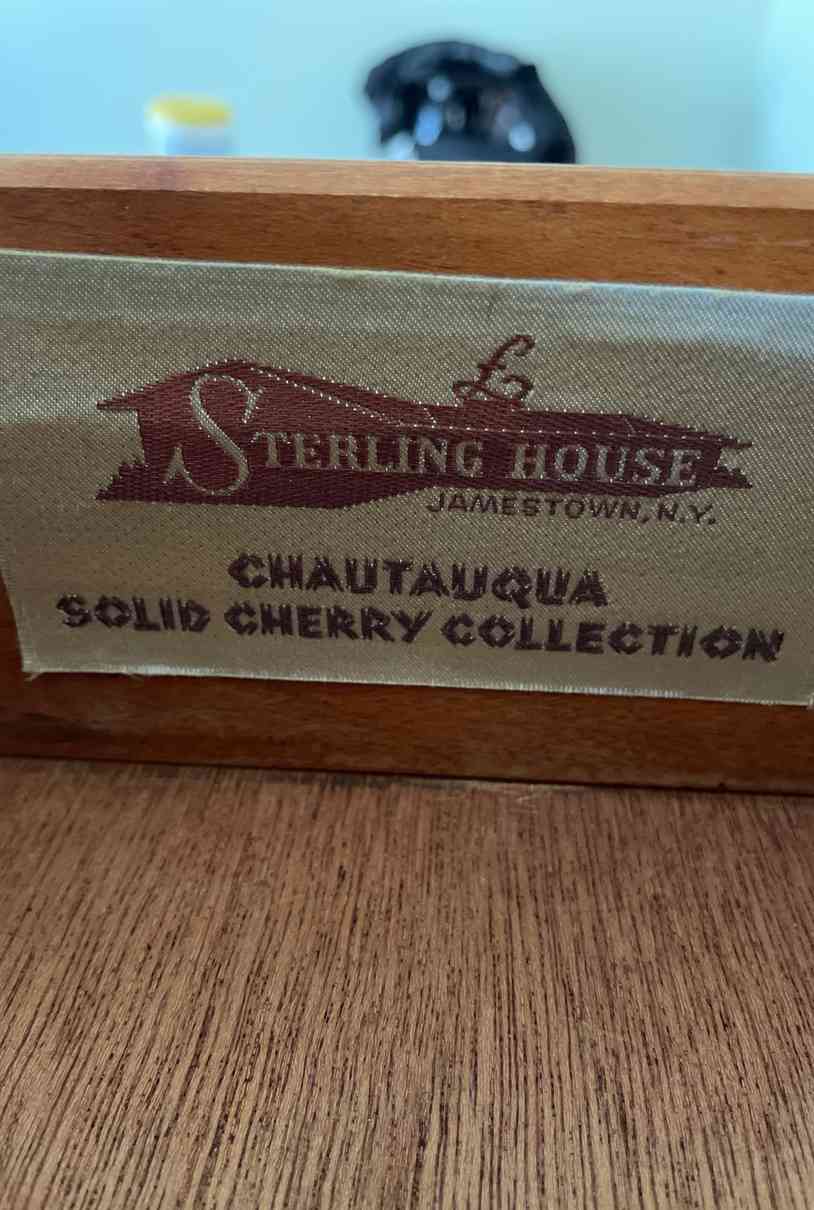 £
STERLING HOUSE
JAMESTOWN, N.Y.
CHAUTAUQUA
SOLID CHERRY COLLECTION